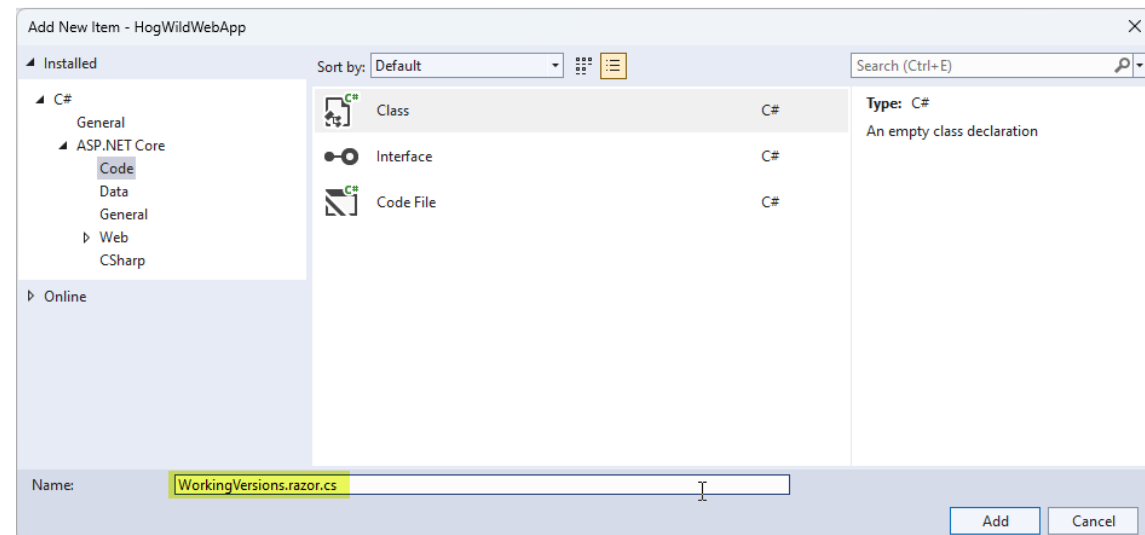 Add New Item - HogWildWebApp
Installed
Sort by: Default
Search (Ctrl+E)
C#
General
ASP.NET Core
Code
Data
General
Web
CSharp
Online
C#
Class C#
Interface C#
C#
Code File C#
Type: C#
An empty class declaration
Name: WorkingVersions.razor.cs
Add Cancel